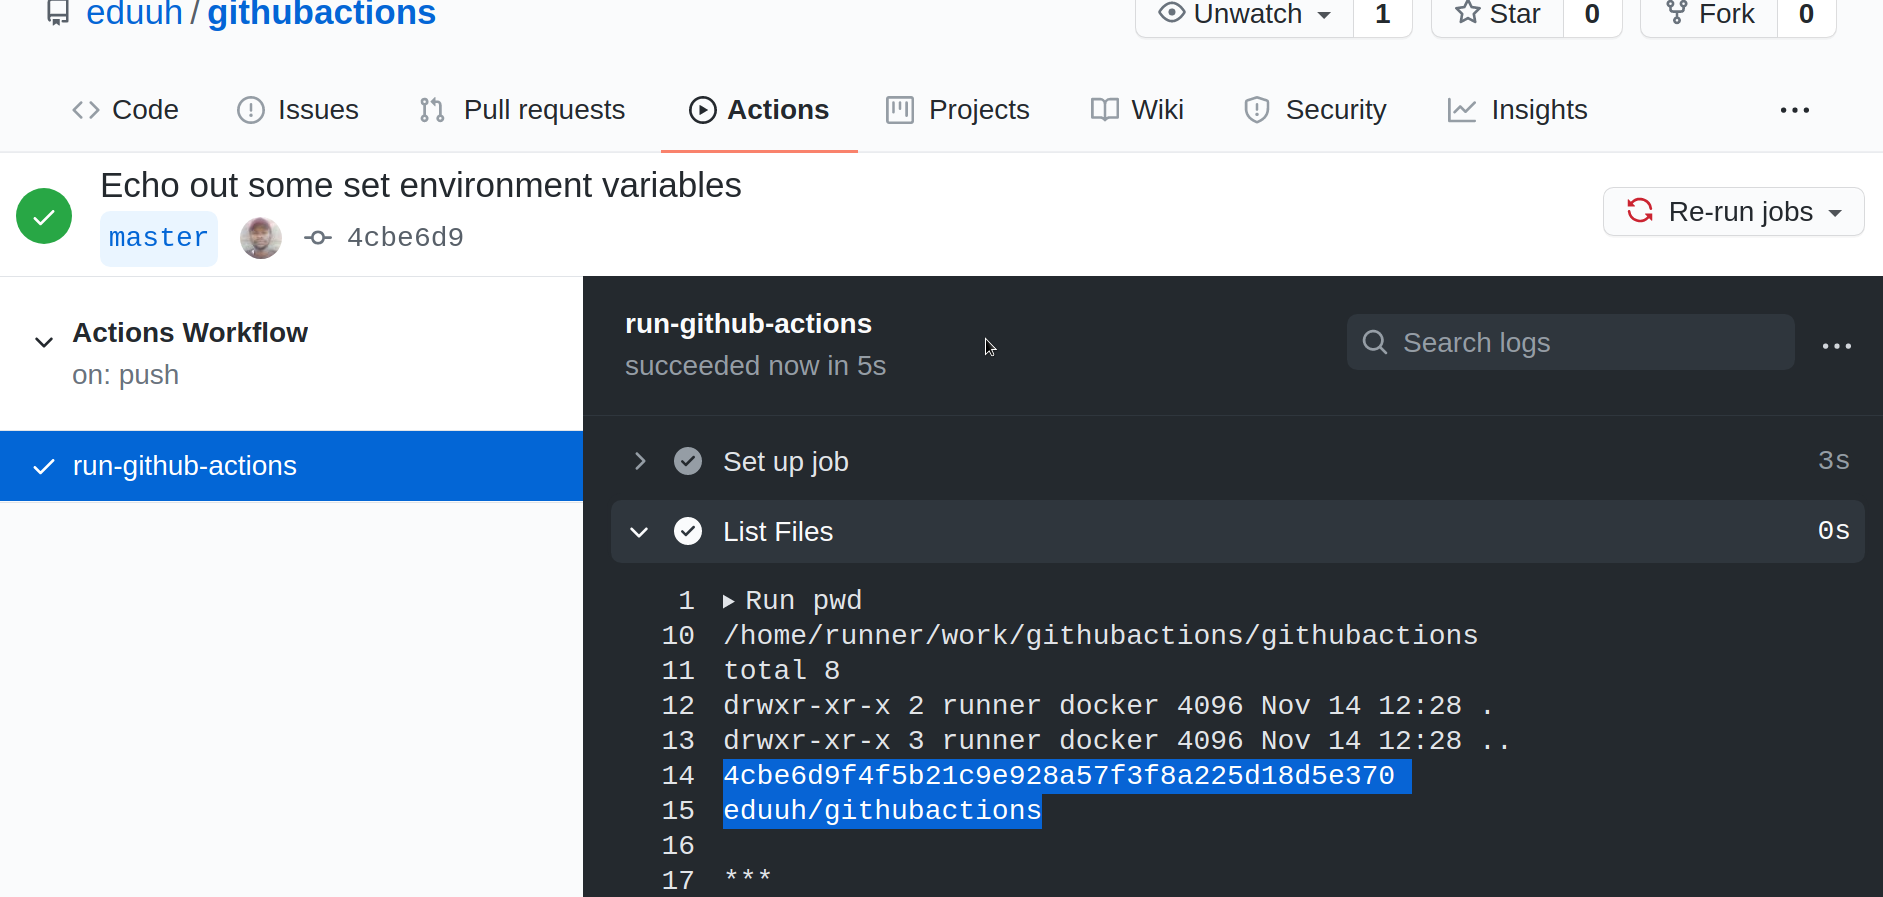 eduuh / githubactions
Unwatch 1 Star 0 Fork 0
Code Issues Pull requests Actions Projects Wiki Security Insights
Echo out some set environment variables
master 4cbe6d9
Re-run jobs
Actions Workflow
on: push
run-github-actions
run-github-actions
succeeded now in 5s
Search logs
Set up job 3s
List Files 0s
1 Run pwd
10 /home/runner/work/githubactions/githubactions
11 total 8
12 drwxr-xr-x 2 runner docker 4096 Nov 14 12:28 .
13 drwxr-xr-x 3 runner docker 4096 Nov 14 12:28 ..
14 4cbe6d9f4f5b21c9e928a57f3f8a225d18d5e370
15 eduuh/githubactions
16
17 ***